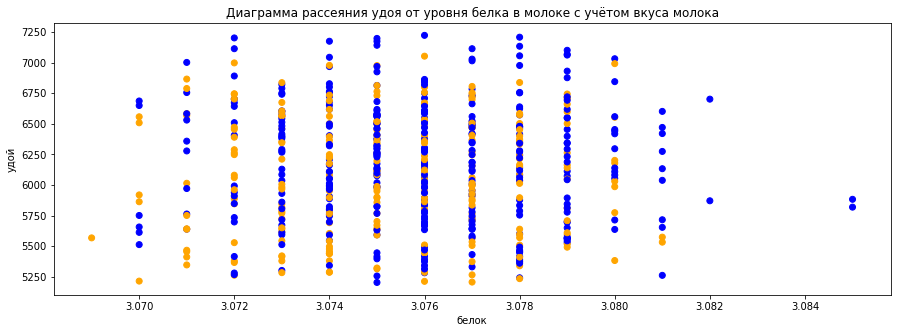 Диаграмма рассеяния удоя от уровня белка в молоке с учётом вкуса молока
7250
7000
6750
6500
6250
6000
5750
5500
5250
удой
3.070 3.072 3.074 3.076 3.078 3.080 3.082 3.084
белок